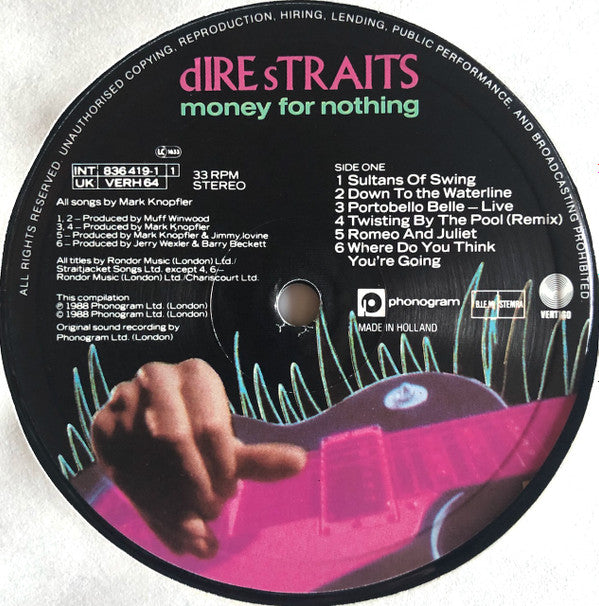 ALL RIGHTS RESERVED. UNAUTHORISED COPYING, REPRODUCTION, HIRING, LENDING, PUBLIC PERFORMANCE, AND BROADCASTING PROHIBITED
dIRE sTRAITS
money for nothing
LC 1633
INT 836 419-1 1
UK VERH 64
33 RPM
STEREO
All songs by Mark Knopfler
1, 2 – Produced by Muff Winwood
3, 4 – Produced by Mark Knopfler
5 – Produced by Mark Knopfler & Jimmy Iovine
6 – Produced by Jerry Wexler & Barry Beckett
All titles by Rondor Music (London) Ltd./
Straitjacket Songs Ltd. except 4, 6 –
Rondor Music (London) Ltd./Chariscourt Ltd.
This compilation
℗ 1988 Phonogram Ltd. (London)
© 1988 Phonogram Ltd. (London)
Original sound recording by
Phonogram Ltd. (London)
SIDE ONE
1 Sultans Of Swing
2 Down To the Waterline
3 Portobello Belle – Live
4 Twisting By The Pool (Remix)
5 Romeo And Juliet
6 Where Do You Think
You're Going
phonogram
B.I.E.M. STEMRA
VERTIGO
MADE IN HOLLAND